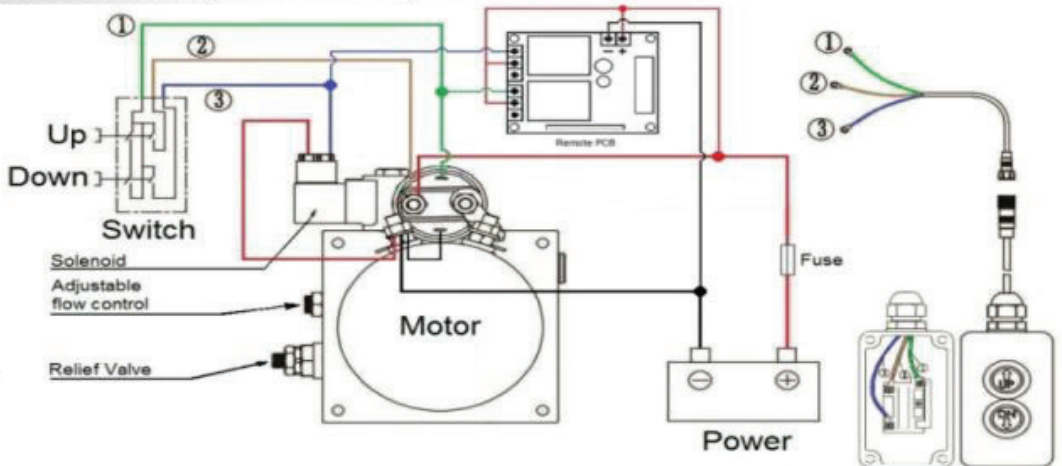 ①
②
③
Up
Down
Switch
Solenoid
Adjustable
flow control
Relief Valve
Motor
- +
Remote PCB
Fuse
− +
Power
①
②
③
UP
DN